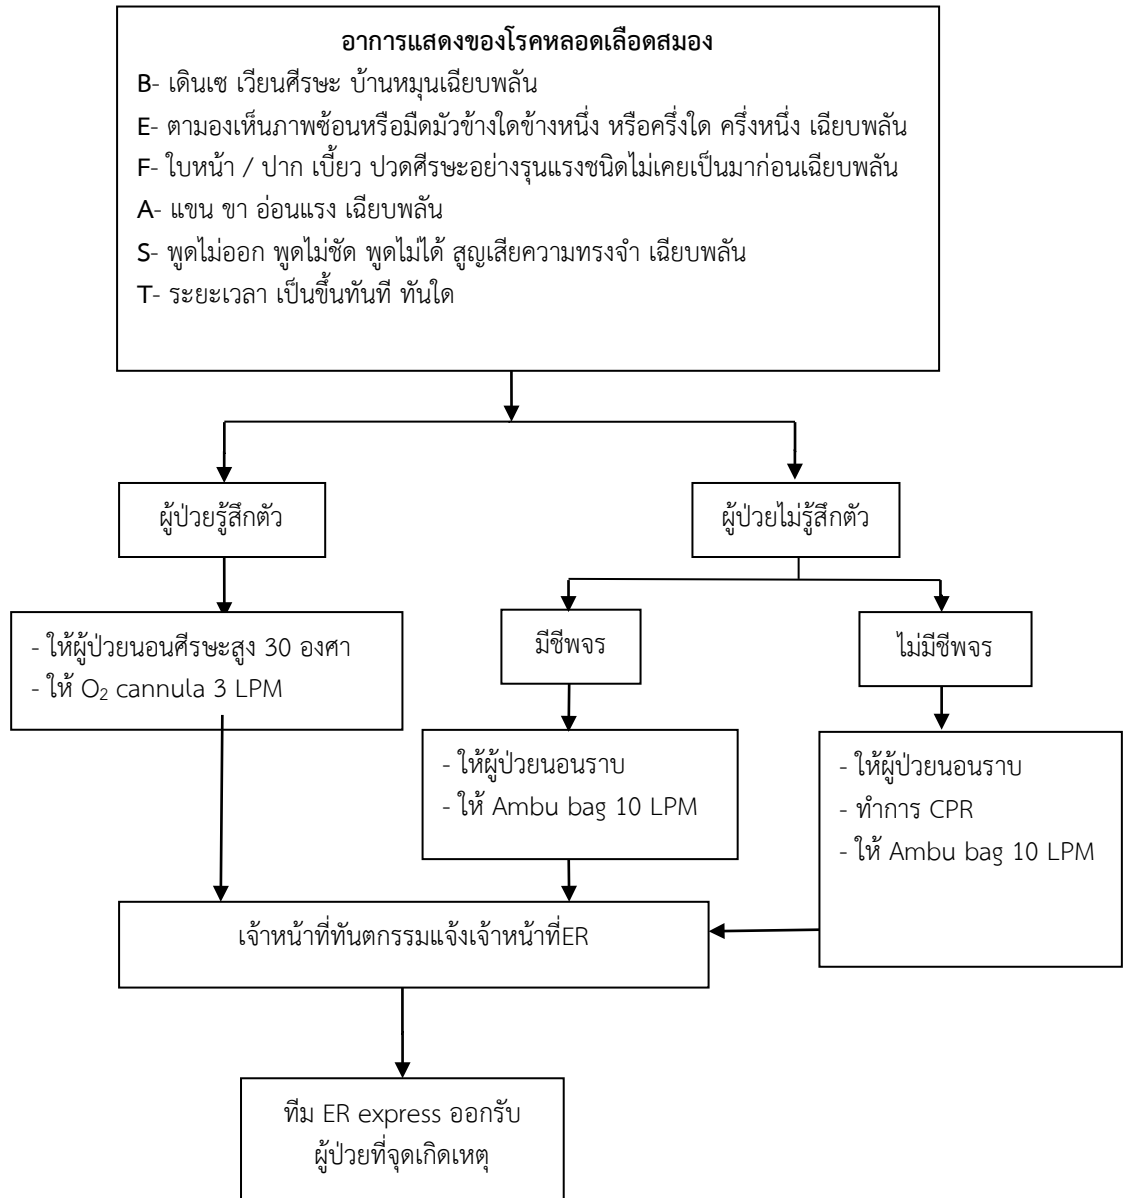 อาการแสดงของโรคหลอดเลือดสมอง
B- เดินเซ เวียนศีรษะ บ้านหมุนเฉียบพลัน
E- ตามองเห็นภาพซ้อนหรือมืดมัวข้างใดข้างหนึ่ง หรือครึ่งใด ครึ่งหนึ่ง เฉียบพลัน
F- ใบหน้า / ปาก เบี้ยว ปวดศีรษะอย่างรุนแรงชนิดไม่เคยเป็นมาก่อนเฉียบพลัน
A- แขน ขา อ่อนแรง เฉียบพลัน
S- พูดไม่ออก พูดไม่ชัด พูดไม่ได้ สูญเสียความทรงจำ เฉียบพลัน
T- ระยะเวลา เป็นขึ้นทันที ทันใด
ผู้ป่วยรู้สึกตัว
ผู้ป่วยไม่รู้สึกตัว
- ให้ผู้ป่วยนอนศีรษะสูง 30 องศา
- ให้ O₂ cannula 3 LPM
มีชีพจร
ไม่มีชีพจร
- ให้ผู้ป่วยนอนราบ
- ให้ Ambu bag 10 LPM
- ให้ผู้ป่วยนอนราบ
- ทำการ CPR
- ให้ Ambu bag 10 LPM
เจ้าหน้าที่ทันตกรรมแจ้งเจ้าหน้าที่ER
ทีม ER express ออกรับ
ผู้ป่วยที่จุดเกิดเหตุ